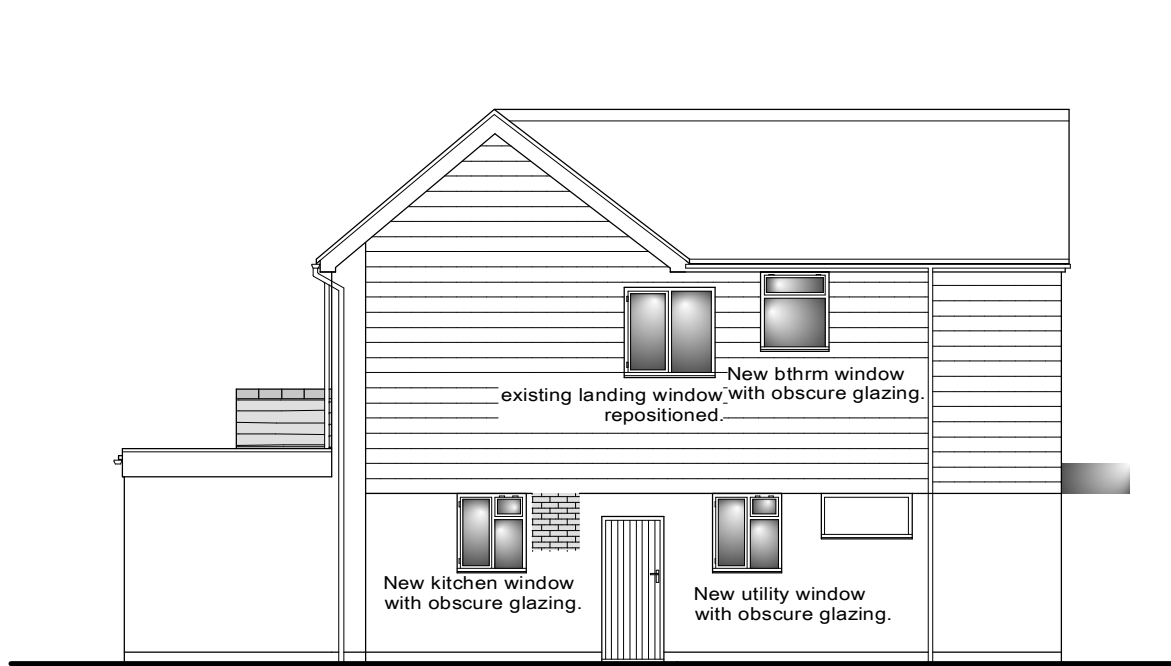 New bthrm window
with obscure glazing.
existing landing window
repositioned.
New kitchen window
with obscure glazing.
New utility window
with obscure glazing.